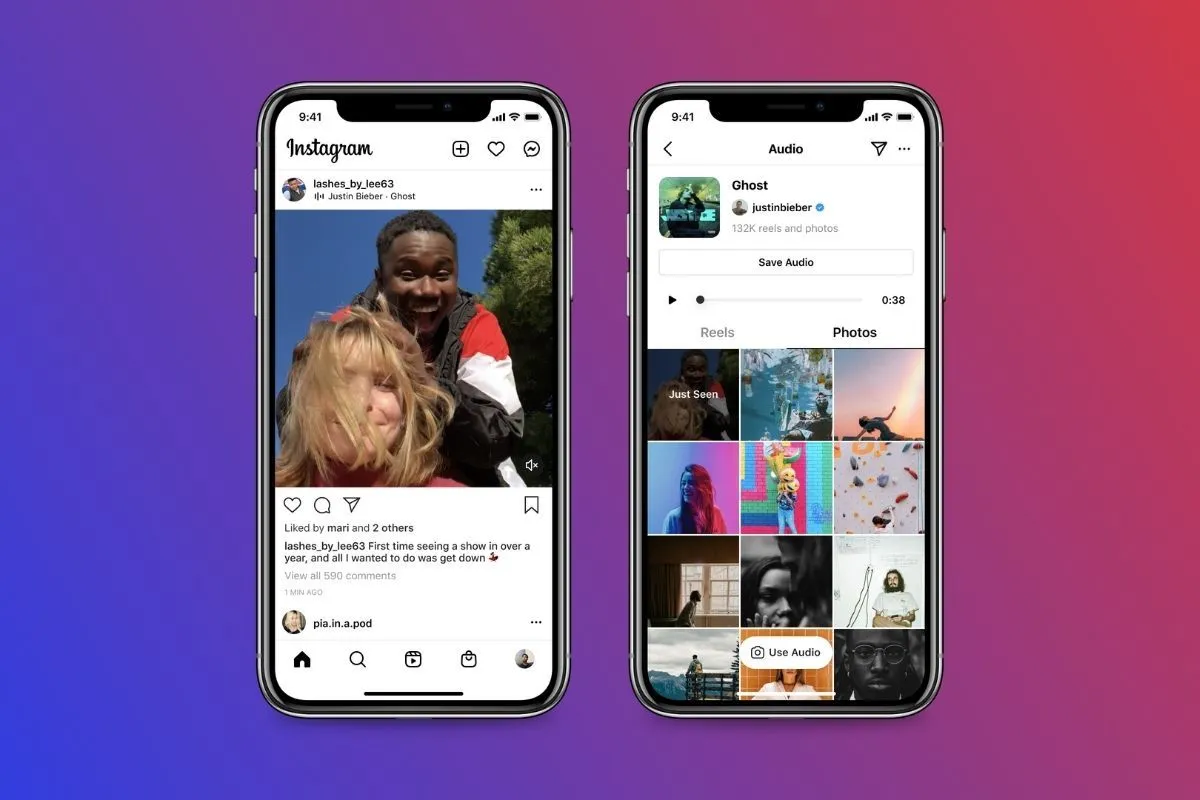 9:41
Instagram
lashes_by_lee63
Justin Bieber · Ghost
Liked by mari and 2 others
lashes_by_lee63 First time seeing a show in over a
year, and all I wanted to do was get down 💃
View all 590 comments
1 MIN AGO
pia.in.a.pod
9:41
Audio
Ghost
justinbieber
132K reels and photos
Save Audio
0:38
Reels
Photos
Just Seen
Use Audio